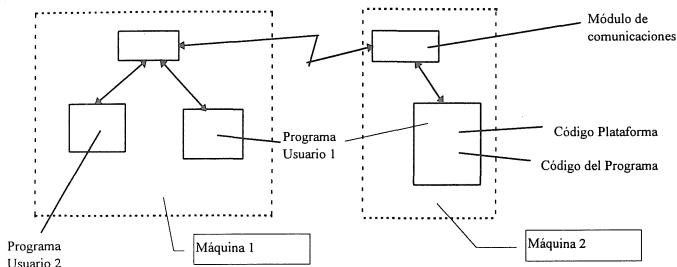 Módulo de
comunicaciones
Programa
Usuario 1
Código Plataforma
Código del Programa
Programa
Usuario 2
Máquina 1
Máquina 2